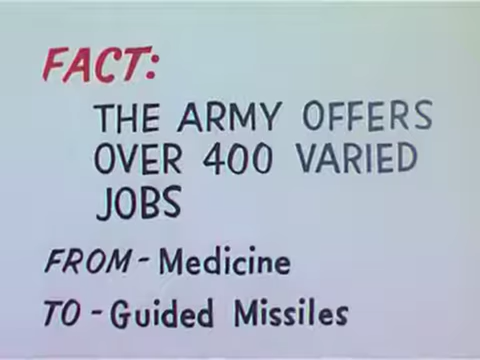 FACT:
THE ARMY OFFERS
OVER 400 VARIED
JOBS
FROM - Medicine
TO - Guided Missiles